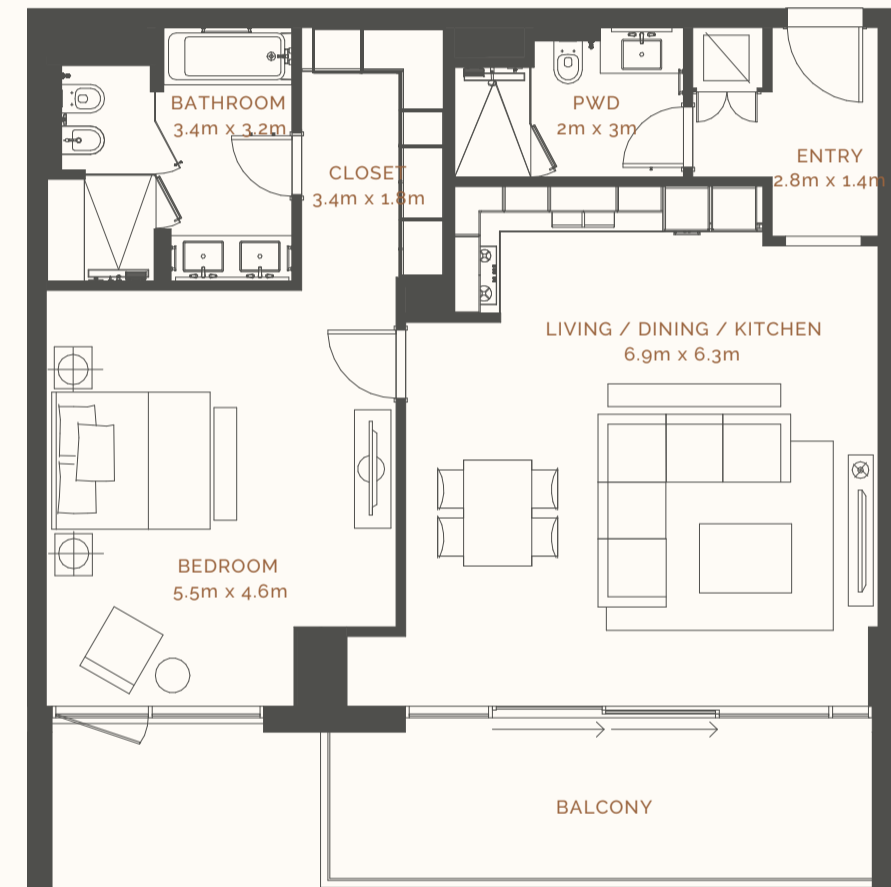 BATHROOM
3.4m x 3.2m
PWD
2m x 3m
ENTRY
2.8m x 1.4m
CLOSET
3.4m x 1.8m
LIVING / DINING / KITCHEN
6.9m x 6.3m
BEDROOM
5.5m x 4.6m
BALCONY